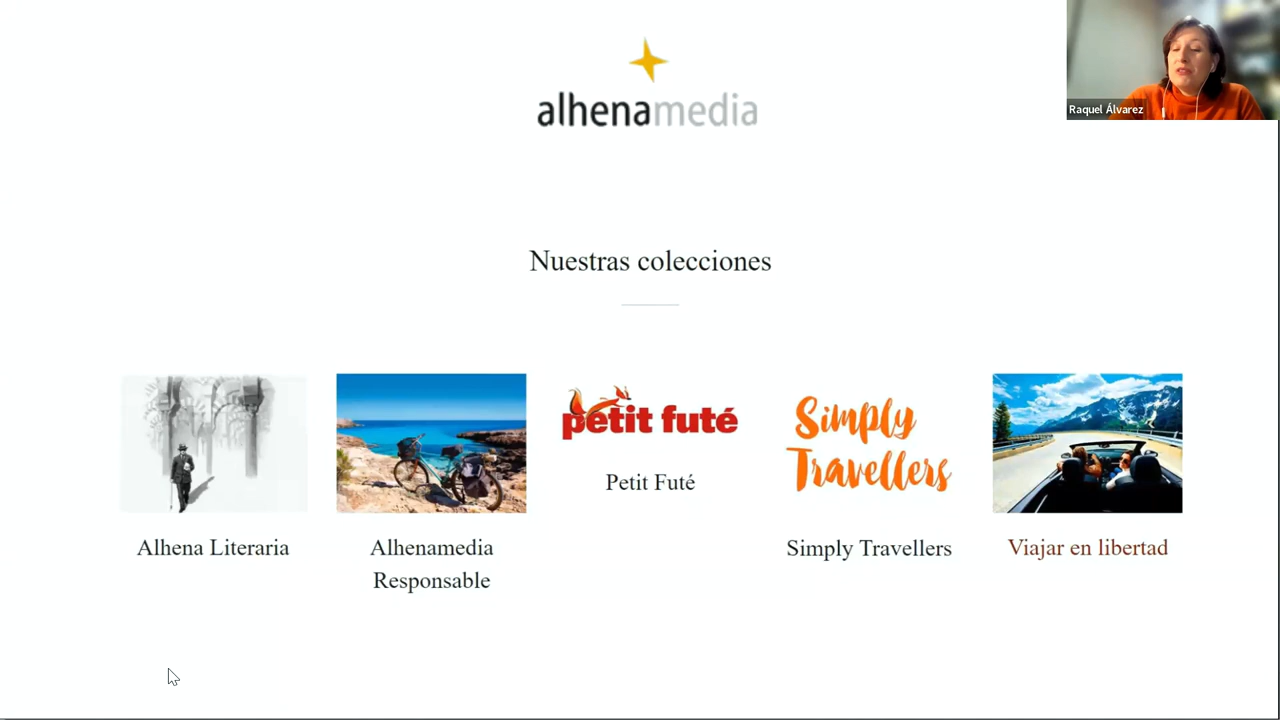 alhenamedia
Raquel Álvarez
Nuestras colecciones
petit futé
Simply
Travellers
Alhena Literaria
Alhenamedia
Responsable
Petit Futé
Simply Travellers
Viajar en libertad